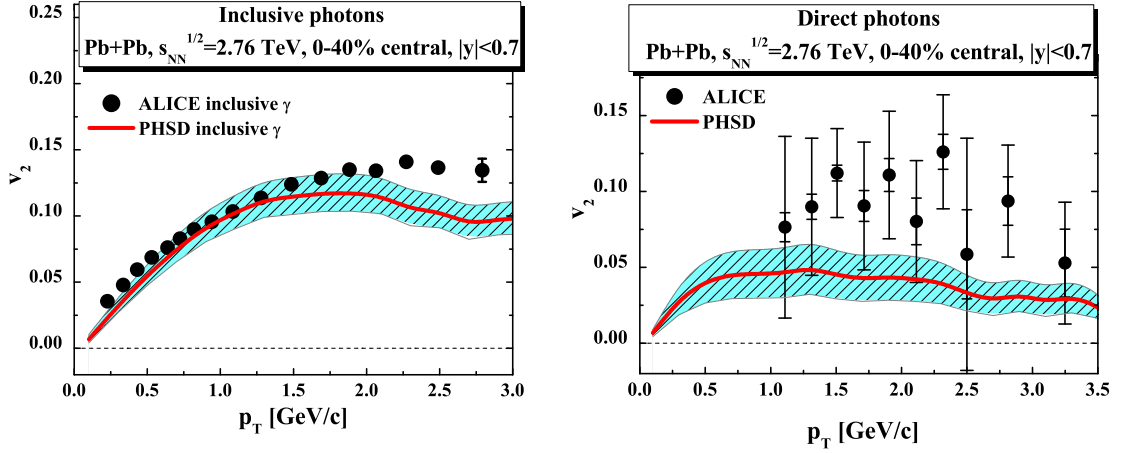 Inclusive photons
Pb+Pb, s_NN^1/2=2.76 TeV, 0-40% central, |y|<0.7
ALICE inclusive γ
PHSD inclusive γ
v_2
0.25
0.20
0.15
0.10
0.05
0.00
0.0 0.5 1.0 1.5 2.0 2.5 3.0
p_T [GeV/c]
Direct photons
Pb+Pb, s_NN^1/2=2.76 TeV, 0-40% central, |y|<0.7
ALICE
PHSD
v_2
0.15
0.10
0.05
0.00
0.0 0.5 1.0 1.5 2.0 2.5 3.0 3.5
p_T [GeV/c]